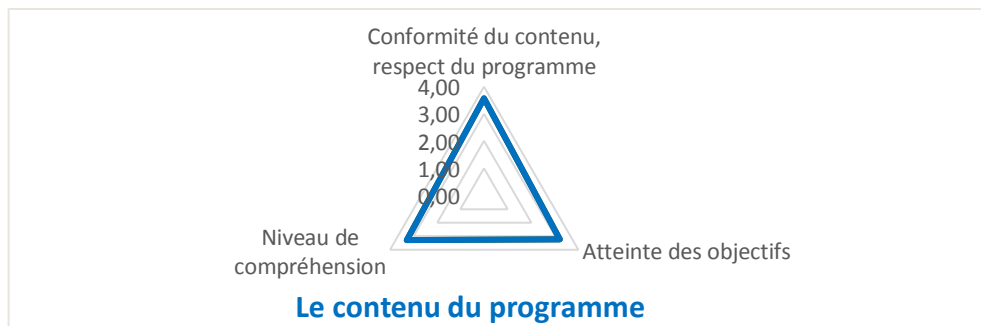 Conformité du contenu,
respect du programme
4,00
3,00
2,00
1,00
0,00
Niveau de
compréhension
Atteinte des objectifs
Le contenu du programme